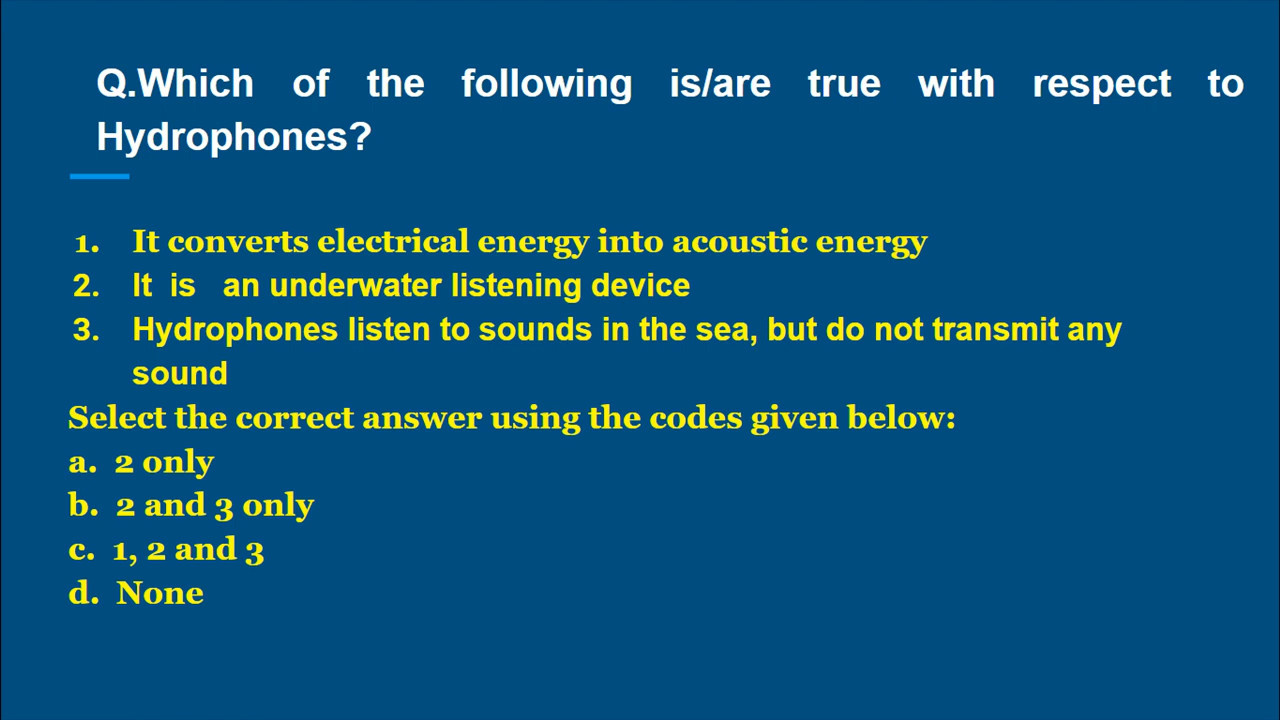 Q.Which of the following is/are true with respect to
Hydrophones?
1. It converts electrical energy into acoustic energy
2. It is an underwater listening device
3. Hydrophones listen to sounds in the sea, but do not transmit any
sound
Select the correct answer using the codes given below:
a. 2 only
b. 2 and 3 only
c. 1, 2 and 3
d. None